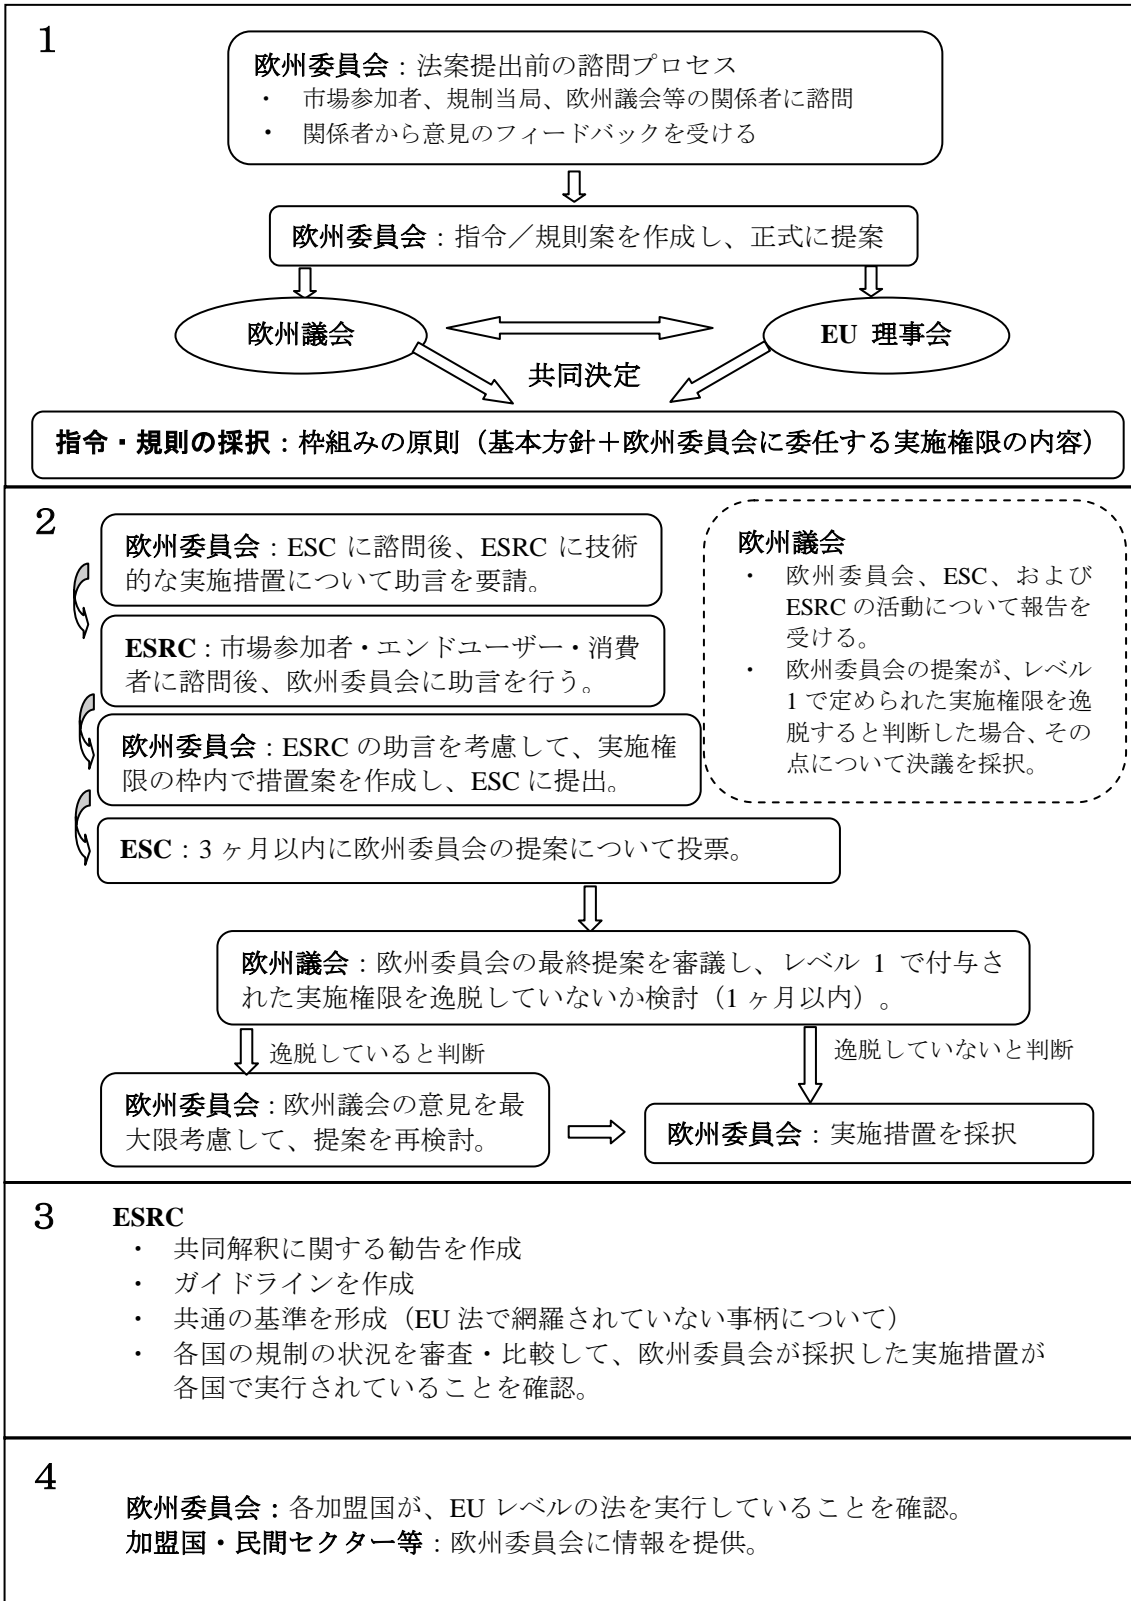 1
欧州委員会：法案提出前の諮問プロセス
・ 市場参加者、規制当局、欧州議会等の関係者に諮問
・ 関係者から意見のフィードバックを受ける
欧州委員会：指令／規則案を作成し、正式に提案
欧州議会
EU 理事会
共同決定
指令・規則の採択：枠組みの原則（基本方針＋欧州委員会に委任する実施権限の内容）
2
欧州委員会：ESC に諮問後、ESRC に技術
的な実施措置について助言を要請。
ESRC：市場参加者・エンドユーザー・消費
者に諮問後、欧州委員会に助言を行う。
欧州委員会：ESRC の助言を考慮して、実施権
限の枠内で措置案を作成し、ESC に提出。
ESC：3 ヶ月以内に欧州委員会の提案について投票。
欧州議会
・ 欧州委員会、ESC、および
ESRC の活動について報告を
受ける。
・ 欧州委員会の提案が、レベル
1 で定められた実施権限を逸
脱すると判断した場合、その
点について決議を採択。
欧州議会：欧州委員会の最終提案を審議し、レベル 1 で付与さ
れた実施権限を逸脱していないか検討（1 ヶ月以内）。
逸脱していると判断
逸脱していないと判断
欧州委員会：欧州議会の意見を最
大限考慮して、提案を再検討。
欧州委員会：実施措置を採択
3
ESRC
・ 共同解釈に関する勧告を作成
・ ガイドラインを作成
・ 共通の基準を形成（EU 法で網羅されていない事柄について）
・ 各国の規制の状況を審査・比較して、欧州委員会が採択した実施措置が
各国で実行されていることを確認。
4
欧州委員会：各加盟国が、EU レベルの法を実行していることを確認。
加盟国・民間セクター等：欧州委員会に情報を提供。